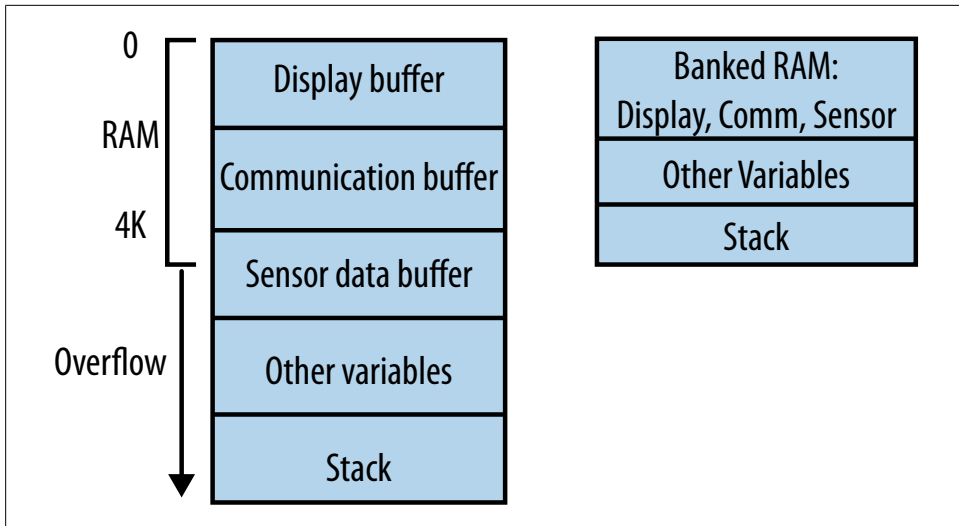 0
RAM
4K
Overflow
Display buffer
Communication buffer
Sensor data buffer
Other variables
Stack
Banked RAM:
Display, Comm, Sensor
Other Variables
Stack